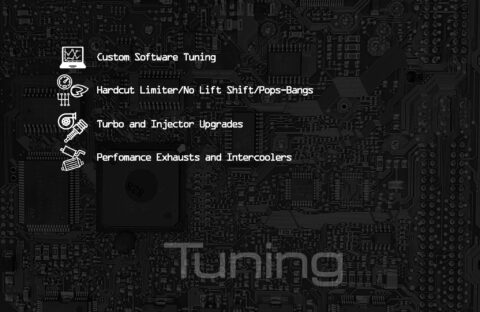 Custom Software Tuning
Hardcut Limiter/No Lift Shift/Pops-Bangs
Turbo and Injector Upgrades
Perfomance Exhausts and Intercoolers
Tuning